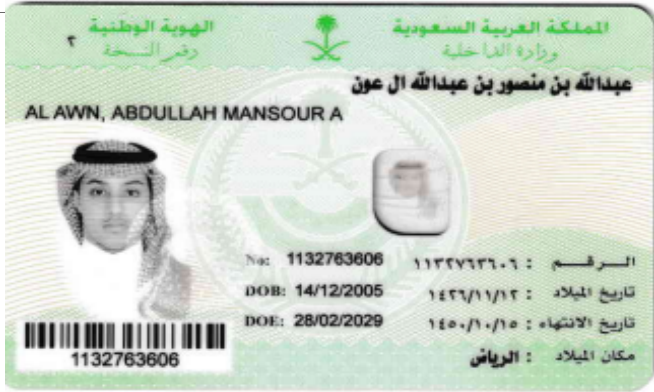 المملكة العربية السعودية
وزارة الداخلية
الهوية الوطنية
رقم النسخة ٢
عبدالله بن منصور بن عبدالله ال عون
AL AWN, ABDULLAH MANSOUR A
No: 1132763606 الرقم : ١١٣٢٧٦٣٦٠٦
DOB: 14/12/2005 تاريخ الميلاد : ١٤٢٦/١١/١٢
DOE: 28/02/2029 تاريخ الانتهاء : ١٤٥٠/١٠/١٥
مكان الميلاد : الرياض
1132763606